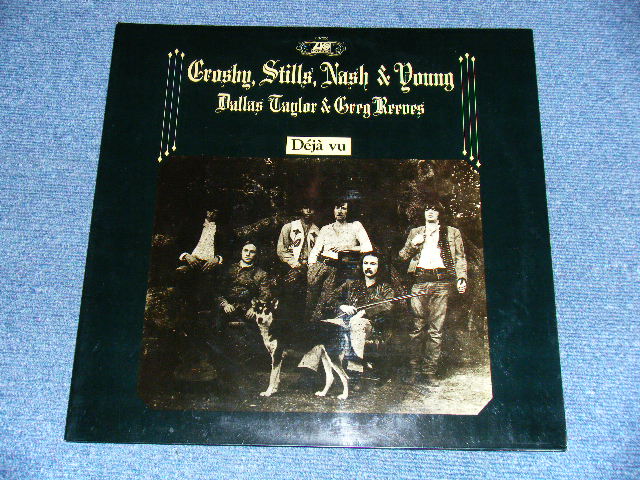 Crosby, Stills, Nash & Young
Dallas Taylor & Greg Reeves
Déjà vu